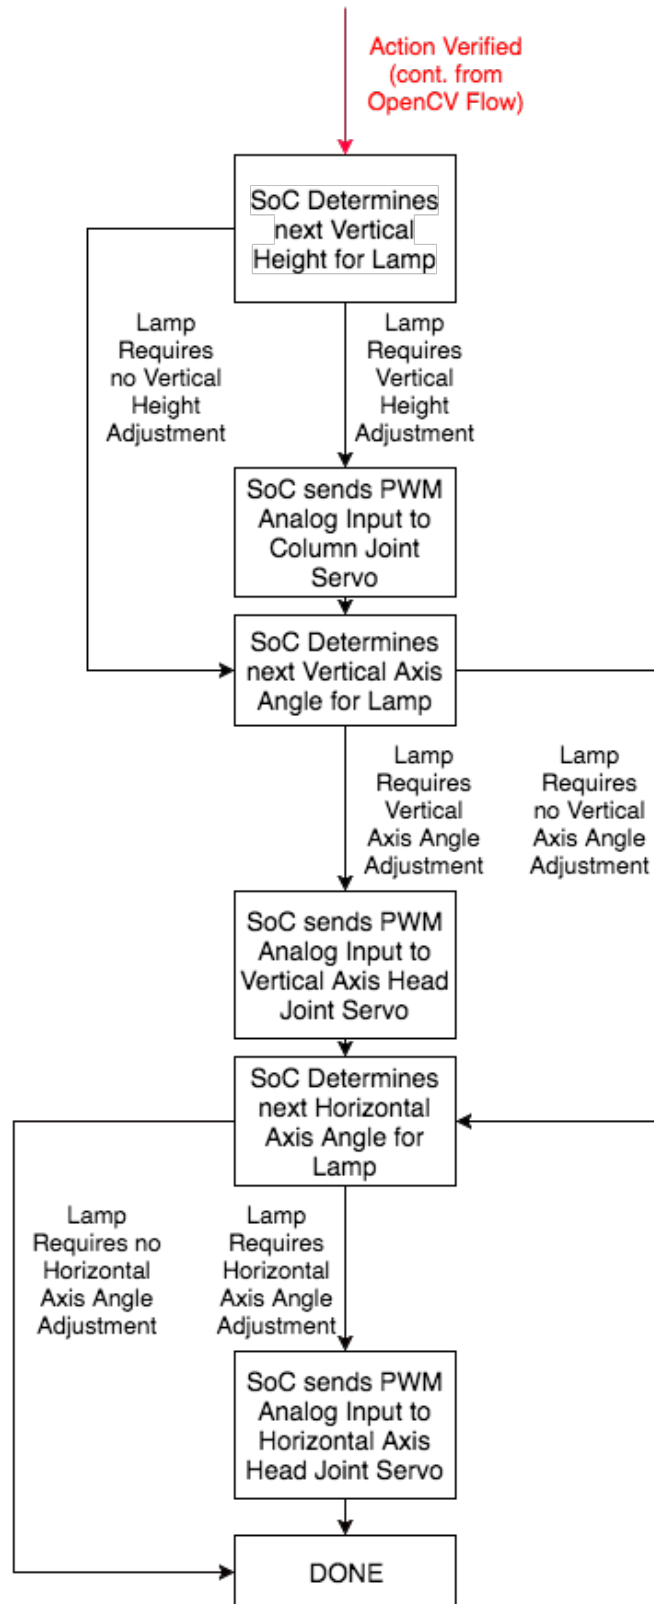 Action Verified
(cont. from
OpenCV Flow)
SoC Determines
next Vertical
Height for Lamp
Lamp
Requires
no Vertical
Height
Adjustment
Lamp
Requires
Vertical
Height
Adjustment
SoC sends PWM
Analog Input to
Column Joint
Servo
SoC Determines
next Vertical Axis
Angle for Lamp
Lamp
Requires
Vertical
Axis Angle
Adjustment
Lamp
Requires
no Vertical
Axis Angle
Adjustment
SoC sends PWM
Analog Input to
Vertical Axis Head
Joint Servo
SoC Determines
next Horizontal
Axis Angle for
Lamp
Lamp
Requires no
Horizontal
Axis Angle
Adjustment
Lamp
Requires
Horizontal
Axis Angle
Adjustment
SoC sends PWM
Analog Input to
Horizontal Axis
Head Joint Servo
DONE